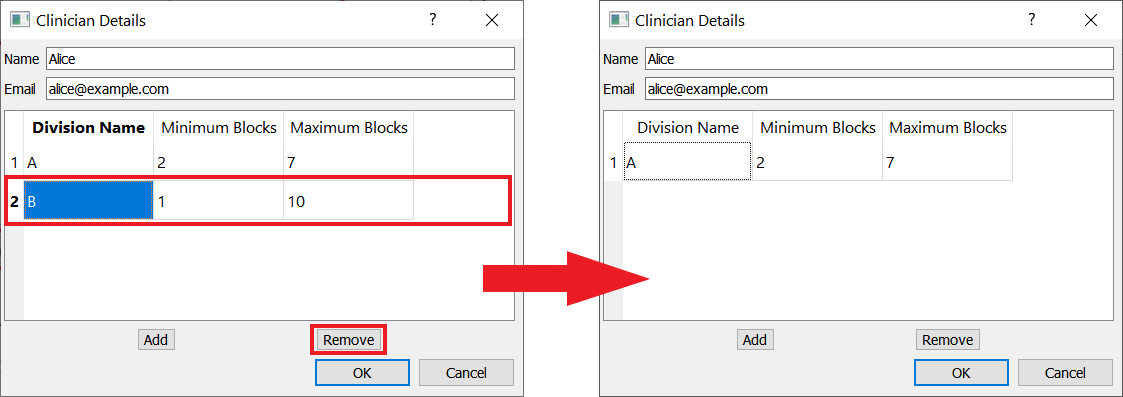 Clinician Details ?
Name Alice
Email alice@example.com
Division Name Minimum Blocks Maximum Blocks
1 A 2 7
2 B 1 10
Add Remove
OK Cancel
Clinician Details ?
Name Alice
Email alice@example.com
Division Name Minimum Blocks Maximum Blocks
1 A 2 7
Add Remove
OK Cancel